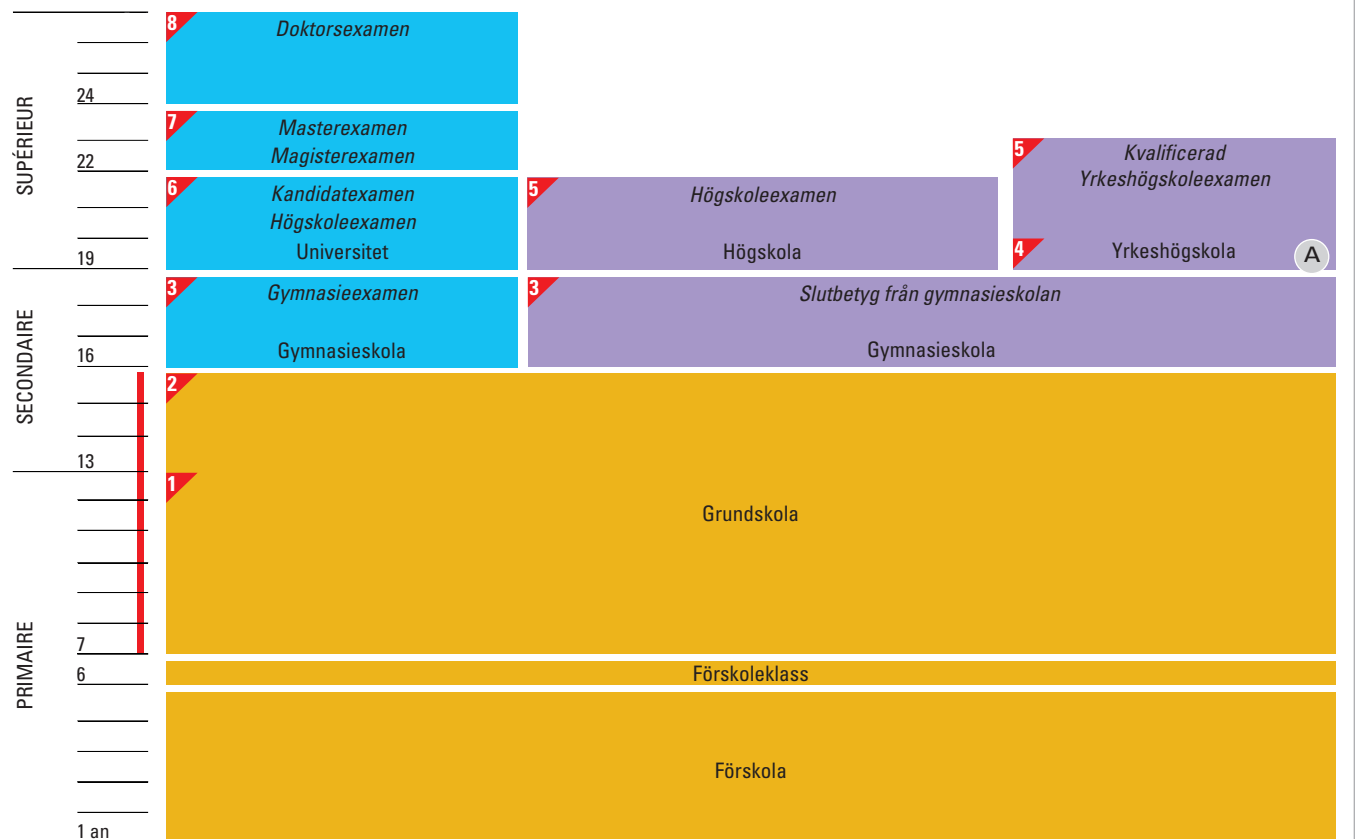 SUPÉRIEUR
SECONDAIRE
PRIMAIRE
24
22
19
16
13
7
6
1 an
8
Doktorsexamen
7
Masterexamen
Magisterexamen
6
Kandidatexamen
Högskoleexamen
Universitet
5
Högskoleexamen
Högskola
5
Kvalificerad
Yrkeshögskoleexamen
4
Yrkeshögskola
A
3
Gymnasieexamen
Gymnasieskola
3
Slutbetyg från gymnasieskolan
Gymnasieskola
2
1
Grundskola
Förskoleklass
Förskola